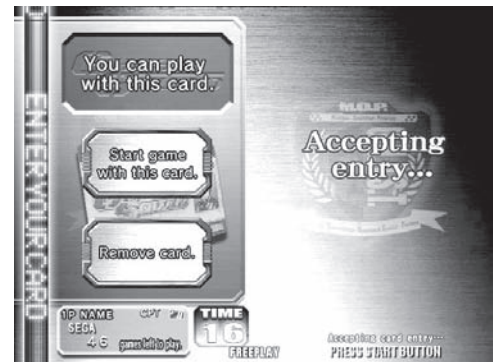 ENTER YOUR CARD
You can play
with this card.
Start game
with this card.
Remove card.
1P NAME
SEGA
46 games left to play.
TIME
16
FREEPLAY
M.O.P.
Accepting
entry...
Accepting card entry...
PRESS START BUTTON